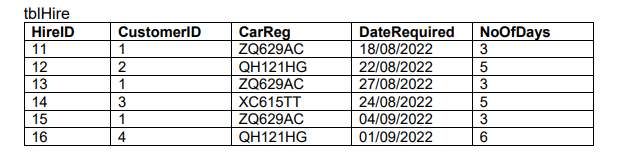 tblHire
HireID CustomerID CarReg DateRequired NoOfDays
11 1 ZQ629AC 18/08/2022 3
12 2 QH121HG 22/08/2022 5
13 1 ZQ629AC 27/08/2022 3
14 3 XC615TT 24/08/2022 5
15 1 ZQ629AC 04/09/2022 3
16 4 QH121HG 01/09/2022 6